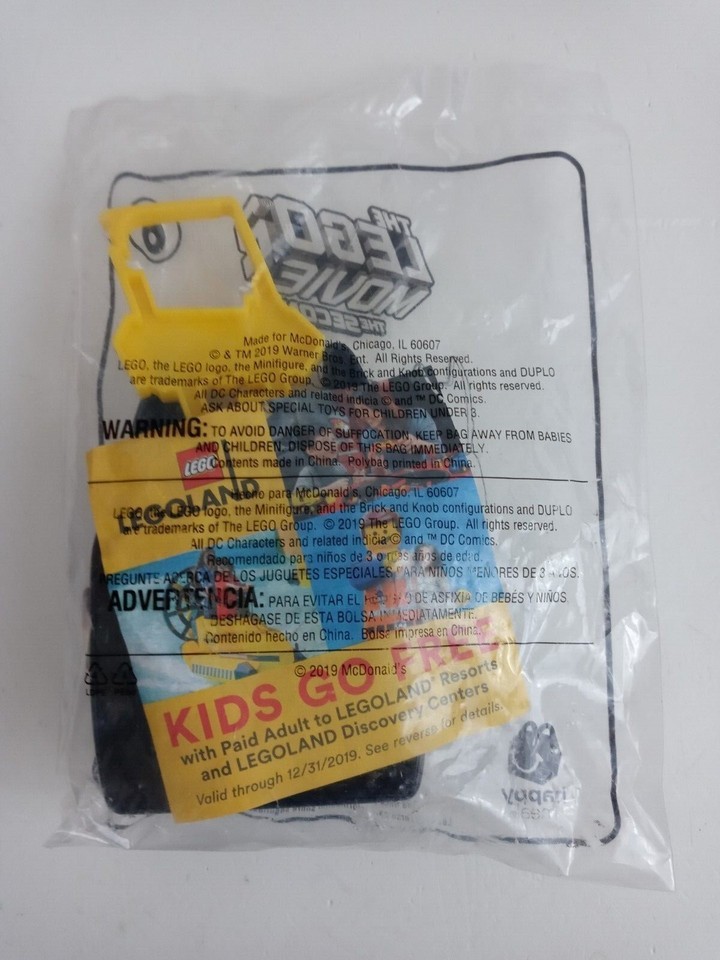 6
THE
LEGO
MOVIE 2
THE SECO
Made for McDonald's, Chicago, IL 60607
© & TM 2019 Warner Bros. Ent. All Rights Reserved.
LEGO, the LEGO logo, the Minifigure, and the Brick and Knob configurations and DUPLO
are trademarks of The LEGO Group. © 2019 The LEGO Group. All rights reserved.
All DC Characters and related indicia © and ™ DC Comics.
ASK ABOUT SPECIAL TOYS FOR CHILDREN UNDER 3.
WARNING: TO AVOID DANGER OF SUFFOCATION, KEEP BAG AWAY FROM BABIES
AND CHILDREN, DISPOSE OF THIS BAG IMMEDIATELY.
Contents made in China. Polybag printed in China.
LEGO
LEGOLAND
Hecho para McDonald's, Chicago, IL 60607
LEGO, the LEGO logo, the Minifigure, and the Brick and Knob configurations and DUPLO
are trademarks of The LEGO Group. © 2019 The LEGO Group. All rights reserved.
All DC Characters and related indicia © and ™ DC Comics.
Recomendado para niños de 3 o más años de edad.
PREGUNTE ACERCA DE LOS JUGUETES ESPECIALES PARA NIÑOS MENORES DE 3 AÑOS.
ADVERTENCIA: PARA EVITAR EL DE ASFIXIA DE BEBÉS Y NIÑOS,
DESHÁGASE DE ESTA BOLSA INMEDIATAMENTE.
Contenido hecho en China. Bolsa impresa en China.
© 2019 McDonald's
KIDS GO FREE
with Paid Adult to LEGOLAND® Resorts
and LEGOLAND Discovery Centers
Valid through 12/31/2019. See reverse for details.
happy